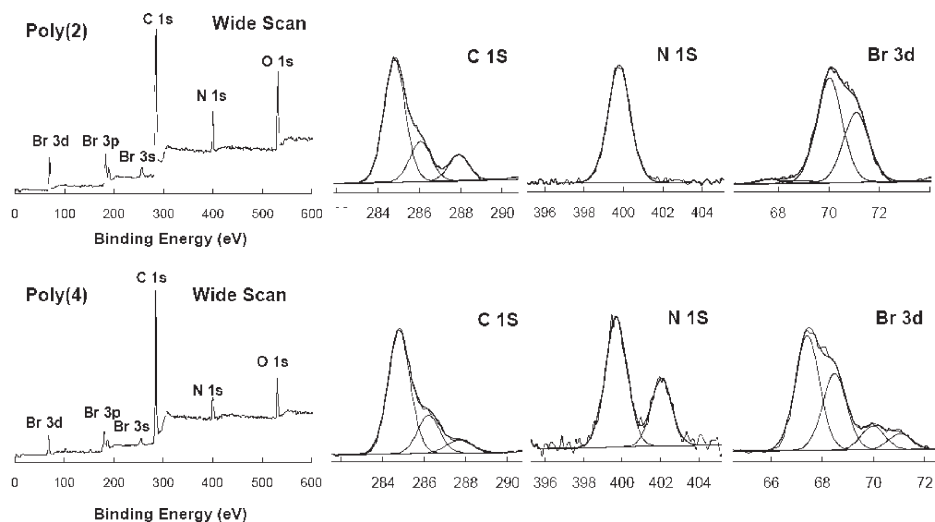 Poly(2)
C 1s
Wide Scan
O 1s
N 1s
Br 3d
Br 3p
Br 3s
0 100 200 300 400 500 600
Binding Energy (eV)
C 1S
284 286 288 290
N 1S
396 398 400 402 404
Br 3d
68 70 72
Poly(4)
C 1s
Wide Scan
O 1s
N 1s
Br 3d
Br 3p
Br 3s
0 100 200 300 400 500 600
Binding Energy (eV)
C 1S
284 286 288 290
N 1S
396 398 400 402 404
Br 3d
66 68 70 72